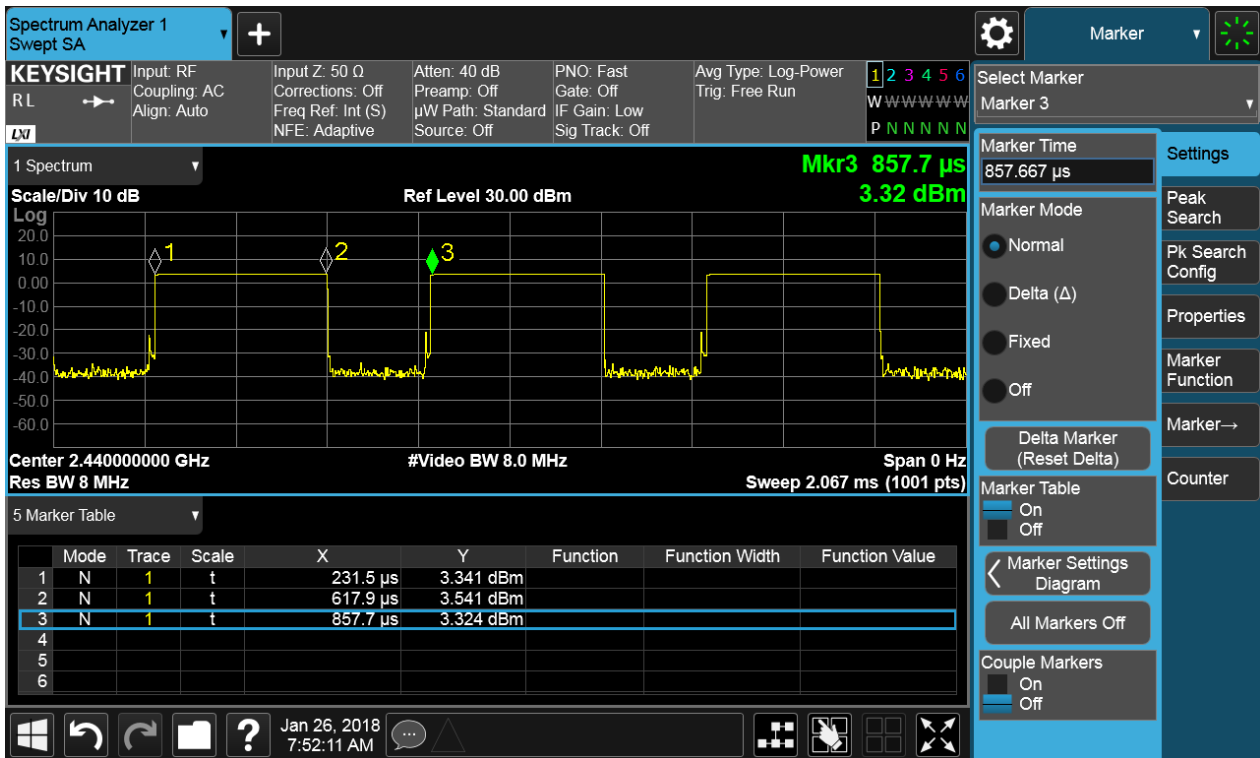 Spectrum Analyzer 1
Swept SA
+
Marker
KEYSIGHT
R L
LXI
Input: RF
Coupling: AC
Align: Auto
Input Z: 50 Ω
Corrections: Off
Freq Ref: Int (S)
NFE: Adaptive
Atten: 40 dB
Preamp: Off
µW Path: Standard
Source: Off
PNO: Fast
Gate: Off
IF Gain: Low
Sig Track: Off
Avg Type: Log-Power
Trig: Free Run
1 2 3 4 5 6
W W W W W W
P N N N N N
1 Spectrum
Mkr3 857.7 µs
3.32 dBm
Scale/Div 10 dB
Ref Level 30.00 dBm
Log
20.0
10.0
0.00
-10.0
-20.0
-30.0
-40.0
-50.0
-60.0
1
2
3
Center 2.440000000 GHz
#Video BW 8.0 MHz
Span 0 Hz
Res BW 8 MHz
Sweep 2.067 ms (1001 pts)
5 Marker Table
Mode Trace Scale X Y Function Function Width Function Value
1 N 1 t 231.5 µs 3.341 dBm
2 N 1 t 617.9 µs 3.541 dBm
3 N 1 t 857.7 µs 3.324 dBm
4
5
6
?
Jan 26, 2018
7:52:11 AM
Select Marker
Marker 3
Marker Time
857.667 µs
Marker Mode
Normal
Delta (Δ)
Fixed
Off
Delta Marker
(Reset Delta)
Marker Table
On
Off
Marker Settings
Diagram
All Markers Off
Couple Markers
On
Off
Settings
Peak
Search
Pk Search
Config
Properties
Marker
Function
Marker→
Counter